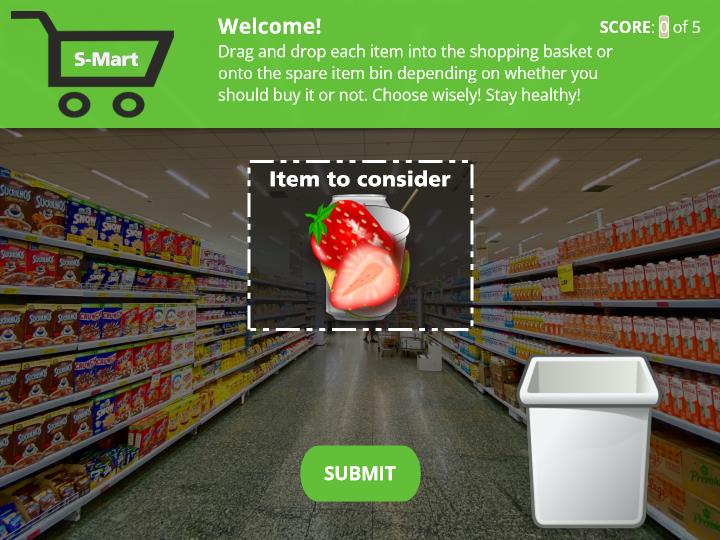 S-Mart
Welcome!
SCORE: 0 of 5
Drag and drop each item into the shopping basket or
onto the spare item bin depending on whether you
should buy it or not. Choose wisely! Stay healthy!
Item to consider
SUCRILHOS
SNOW
SUBMIT